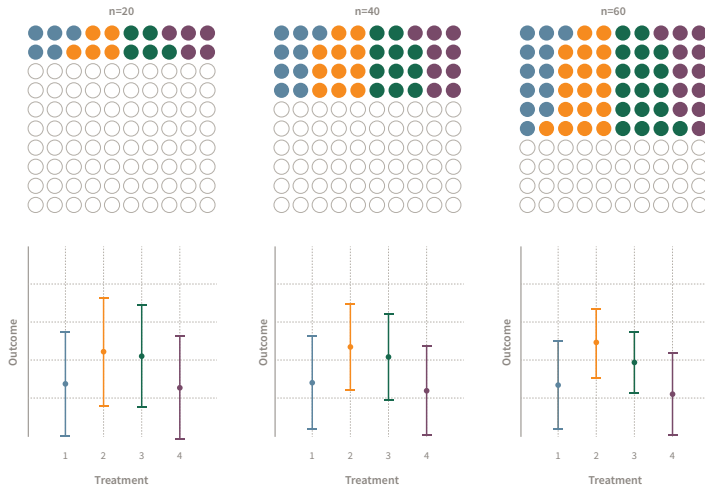 n=20
n=40
n=60
Outcome
Outcome
Outcome
1 2 3 4
1 2 3 4
1 2 3 4
Treatment
Treatment
Treatment